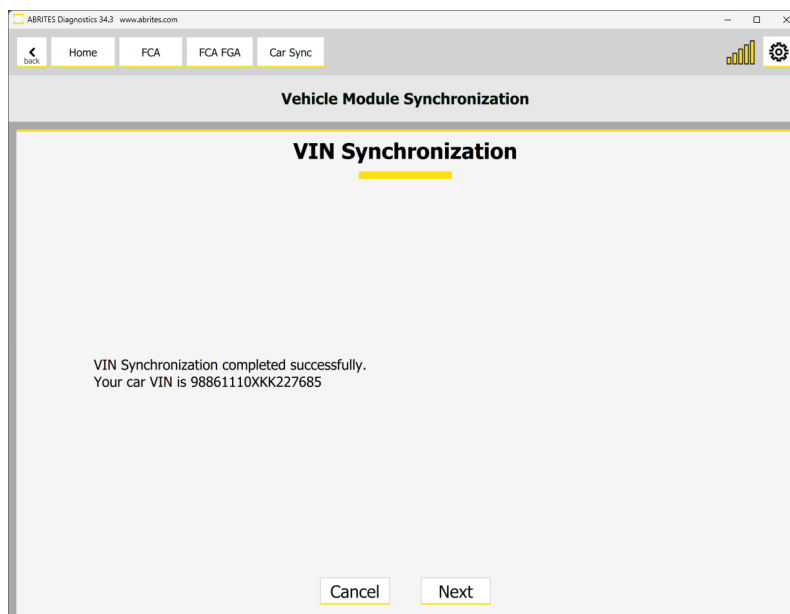 ABRITES Diagnostics 34.3 www.abrites.com
back Home FCA FCA FGA Car Sync
Vehicle Module Synchronization
VIN Synchronization
VIN Synchronization completed successfully.
Your car VIN is 98861110XKK227685
Cancel Next